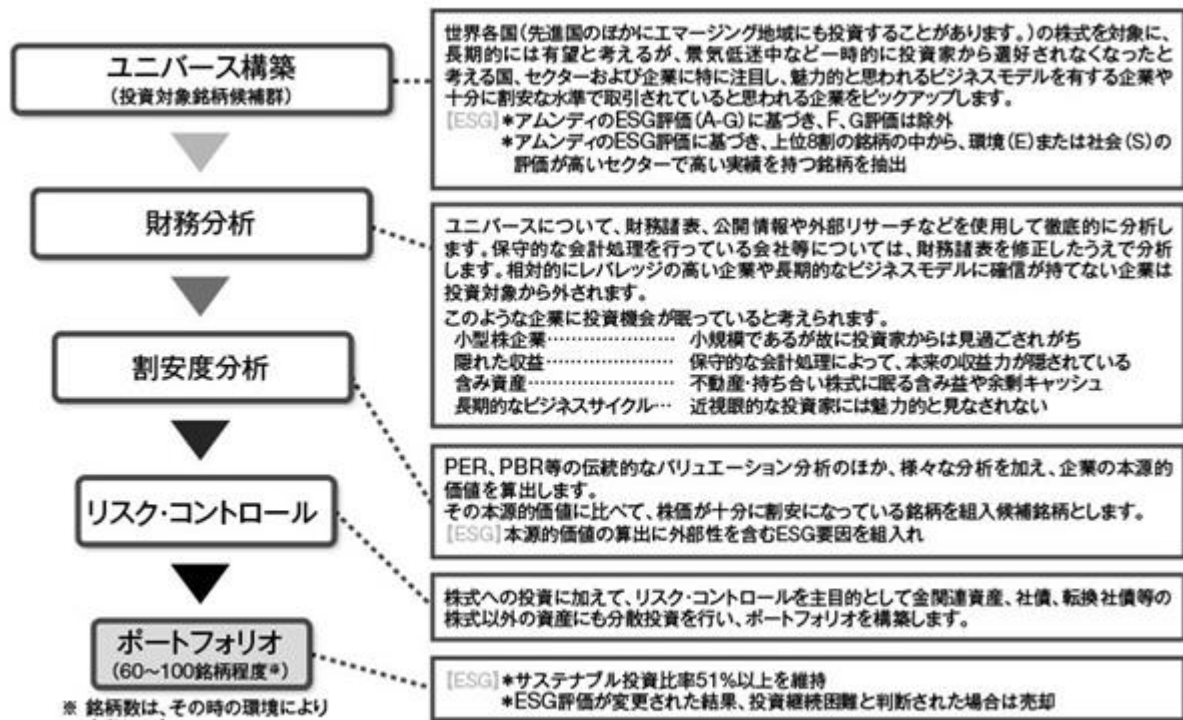 ユニバース構築
(投資対象銘柄候補群)
世界各国(先進国のほかにエマージング地域にも投資することがあります。)の株式を対象に、
長期的には有望と考えるが、景気低迷中など一時的に投資家から選好されなくなったと
考える国、セクターおよび企業に特に注目し、魅力的と思われるビジネスモデルを有する企業や
十分に割安な水準で取引されていると思われる企業をピックアップします。
[ESG]*アムンディのESG評価(A-G)に基づき、F、G評価は除外
*アムンディのESG評価に基づき、上位8割の銘柄の中から、環境(E)または社会(S)の
評価が高いセクターで高い実績を持つ銘柄を抽出
財務分析
ユニバースについて、財務諸表、公開情報や外部リサーチなどを使用して徹底的に分析し
ます。保守的な会計処理を行っている会社等については、財務諸表を修正したうえで分析
します。相対的にレバレッジの高い企業や長期的なビジネスモデルに確信が持てない企業は
投資対象から外されます。
このような企業に投資機会が眠っていると考えられます。
小型株企業…………………… 小規模であるが故に投資家からは見過ごされがち
隠れた収益…………………… 保守的な会計処理によって、本来の収益力が隠されている
含み資産……………………… 不動産・持ち合い株式に眠る含み益や余剰キャッシュ
長期的なビジネスサイクル… 近視眼的な投資家には魅力的と見なされない
割安度分析
PER、PBR等の伝統的なバリュエーション分析のほか、様々な分析を加え、企業の本源的
価値を算出します。
その本源的価値に比べて、株価が十分に割安になっている銘柄を組入候補銘柄とします。
[ESG]本源的価値の算出に外部性を含むESG要因を組入れ
リスク・コントロール
株式への投資に加えて、リスク・コントロールを主目的として金関連資産、社債、転換社債等の
株式以外の資産にも分散投資を行い、ポートフォリオを構築します。
ポートフォリオ
(60～100銘柄程度※)
[ESG]*サステナブル投資比率51%以上を維持
*ESG評価が変更された結果、投資継続困難と判断された場合は売却
※ 銘柄数は、その時の環境により